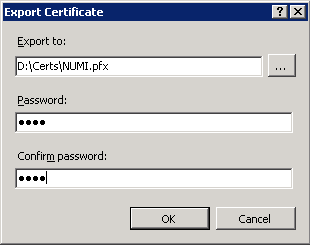 Export Certificate
Export to:
D:\Certs\NUMI.pfx
...
Password:
●●●●
Confirm password:
●●●●
OK
Cancel